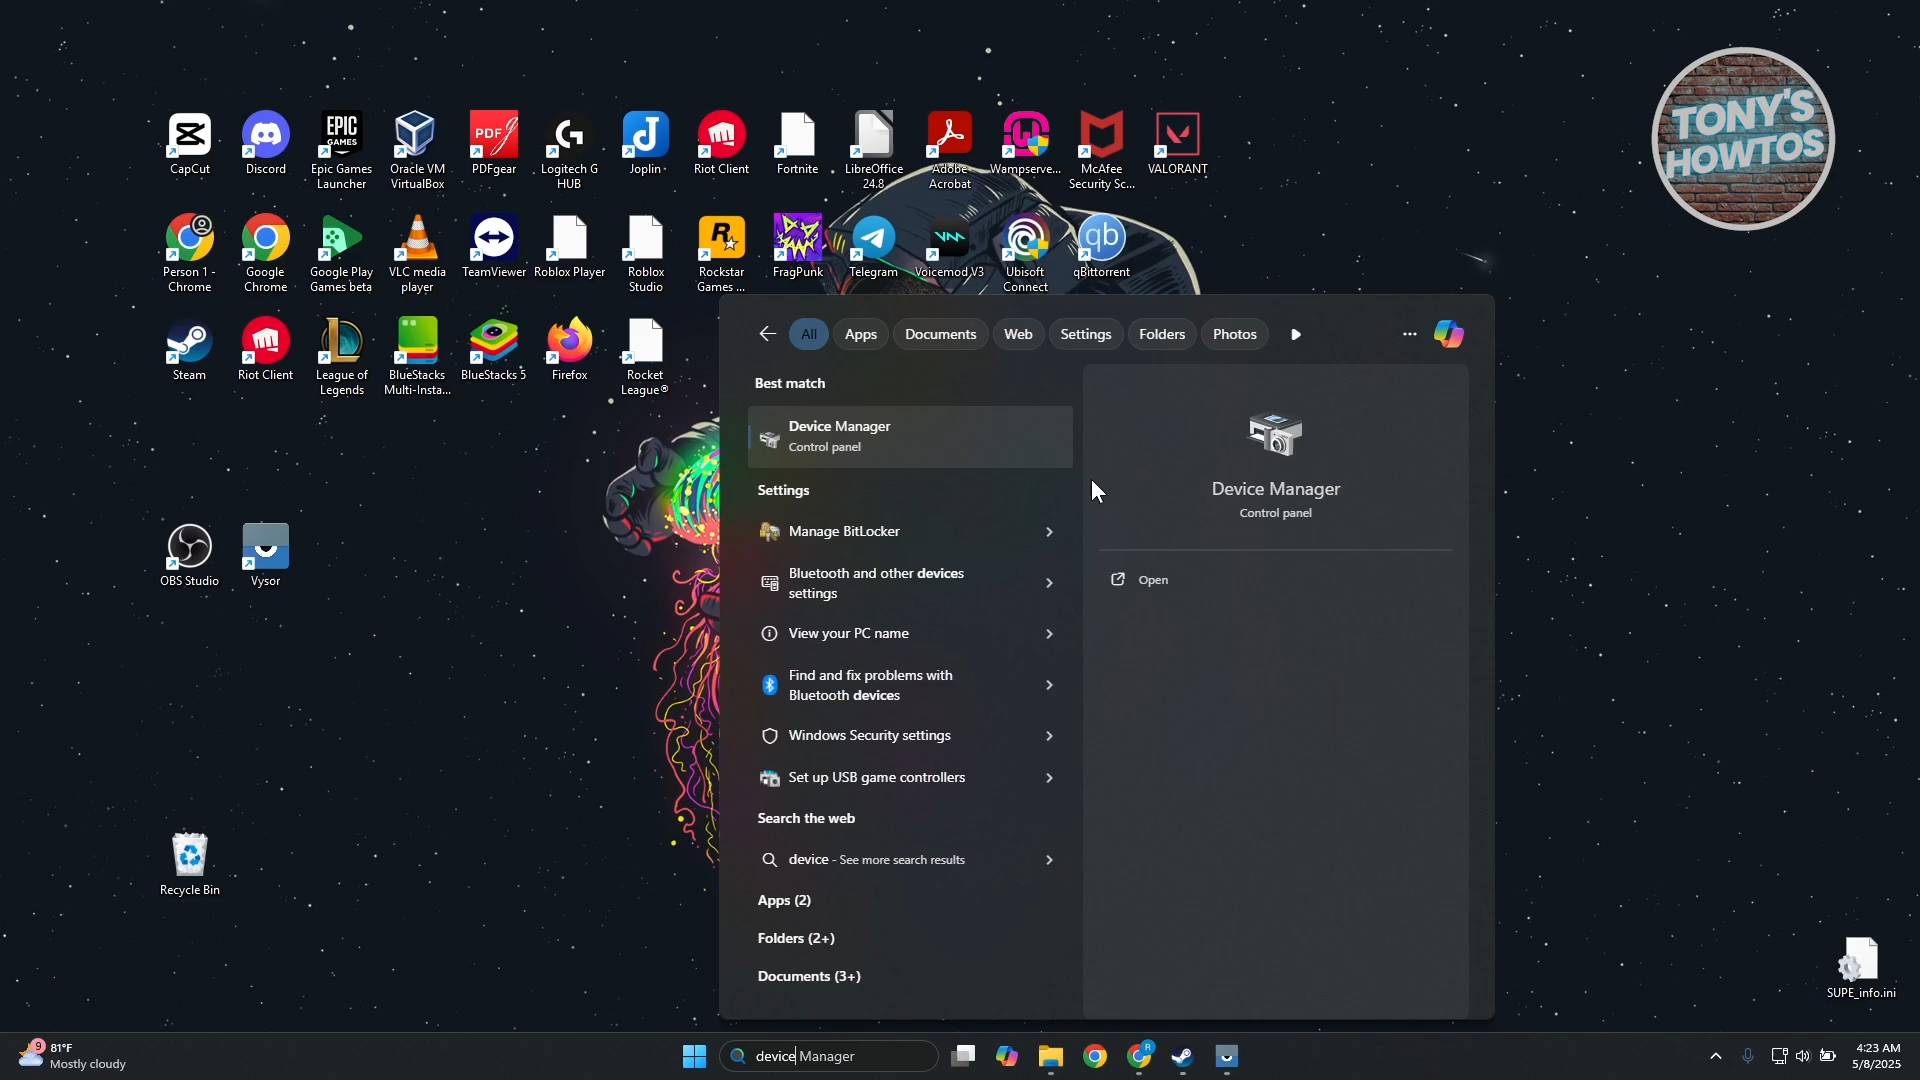 TONY'S
HOWTOS
CapCut
Discord
EPIC
GAMES
Epic Games
Launcher
Oracle VM
VirtualBox
PDF
PDFgear
Logitech G
HUB
Joplin
Riot Client
Fortnite
LibreOffice
24.8
Adobe
Acrobat
Wampserve...
McAfee
Security Sc...
VALORANT
Person 1 -
Chrome
Google
Chrome
Google Play
Games beta
VLC media
player
TeamViewer
Roblox Player
Roblox
Studio
Rockstar
Games ...
FragPunk
Telegram
Voicemod V3
Ubisoft
Connect
qb
qBittorrent
Steam
Riot Client
League of
Legends
BlueStacks
Multi-Insta...
BlueStacks 5
Firefox
Rocket
League®
OBS Studio
Vysor
Recycle Bin
SUPE_info.ini
All
Apps
Documents
Web
Settings
Folders
Photos
Best match
Device Manager
Control panel
Settings
Manage BitLocker
Bluetooth and other devices
settings
View your PC name
Find and fix problems with
Bluetooth devices
Windows Security settings
Set up USB game controllers
Search the web
device - See more search results
Apps (2)
Folders (2+)
Documents (3+)
Device Manager
Control panel
Open
9
81°F
Mostly cloudy
device Manager
R
4:23 AM
5/8/2025